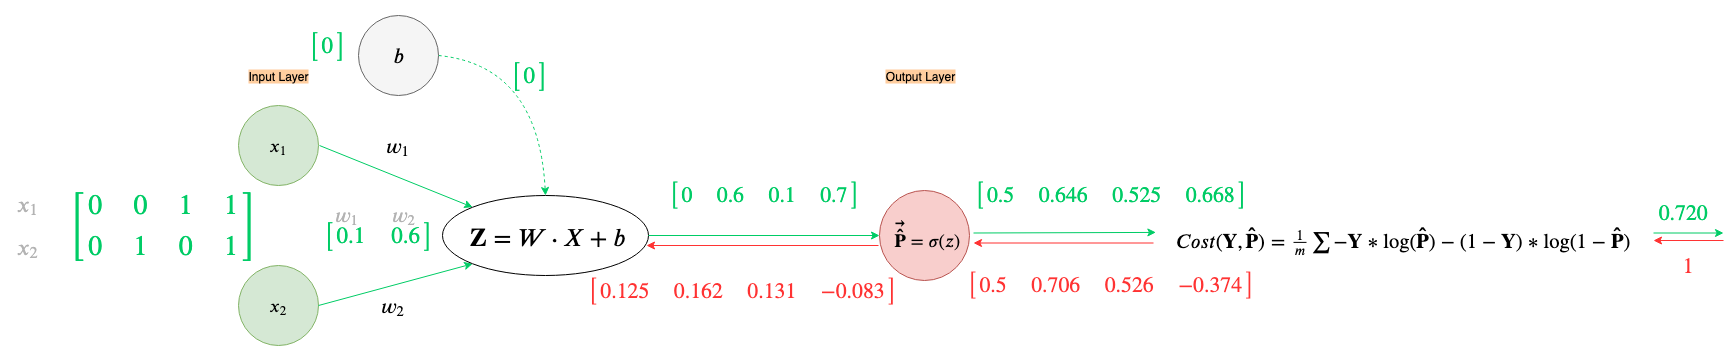 [0]
b
[0]
Input Layer
Output Layer
x₁
w₁
x₁ [0 0 1 1]
x₂ [0 1 0 1]
w₁ w₂
[0.1 0.6]
Z = W · X + b
[0 0.6 0.1 0.7]
[0.125 0.162 0.131 −0.083]
P̂⃗ = σ(z)
[0.5 0.646 0.525 0.668]
[0.5 0.706 0.526 −0.374]
Cost(Y, P̂) = 1/m ∑ −Y * log(P̂) − (1 − Y) * log(1 − P̂)
0.720
1
x₂
w₂